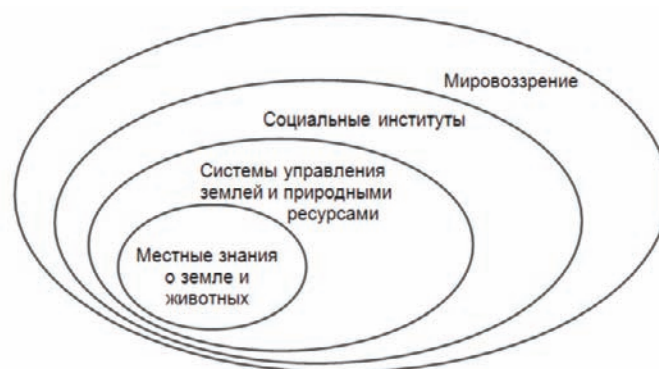 Мировоззрение
Социальные институты
Системы управления
землей и природными
ресурсами
Местные знания
о земле и
животных